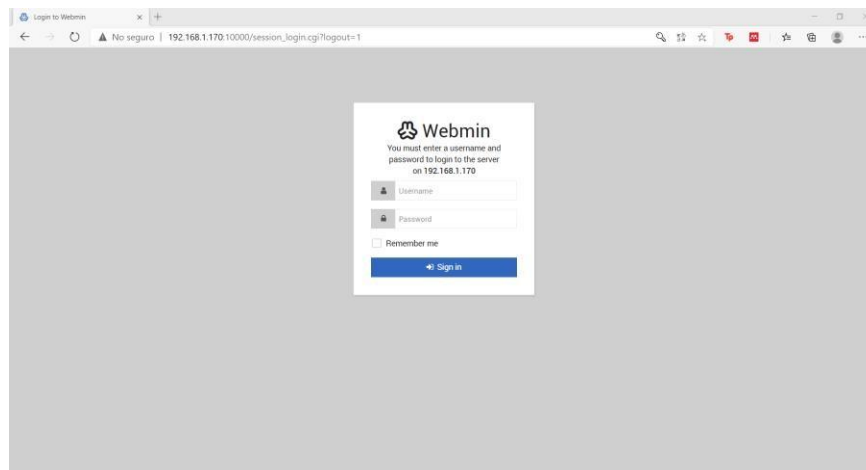 Login to Webmin
No seguro | 192.168.1.170:10000/session_login.cgi?logout=1
Webmin
You must enter a username and
password to login to the server
on 192.168.1.170
Username
Password
Remember me
Sign in